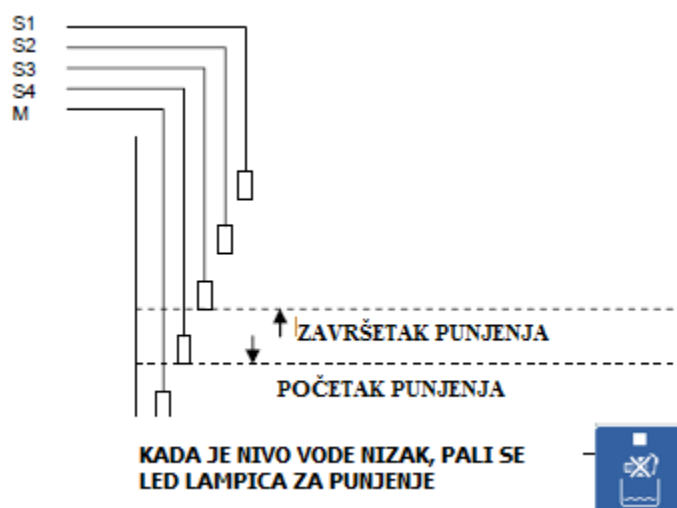 S1
S2
S3
S4
M
ZAVRŠETAK PUNJENJA
POČETAK PUNJENJA
KADA JE NIVO VODE NIZAK, PALI SE
LED LAMPICA ZA PUNJENJE